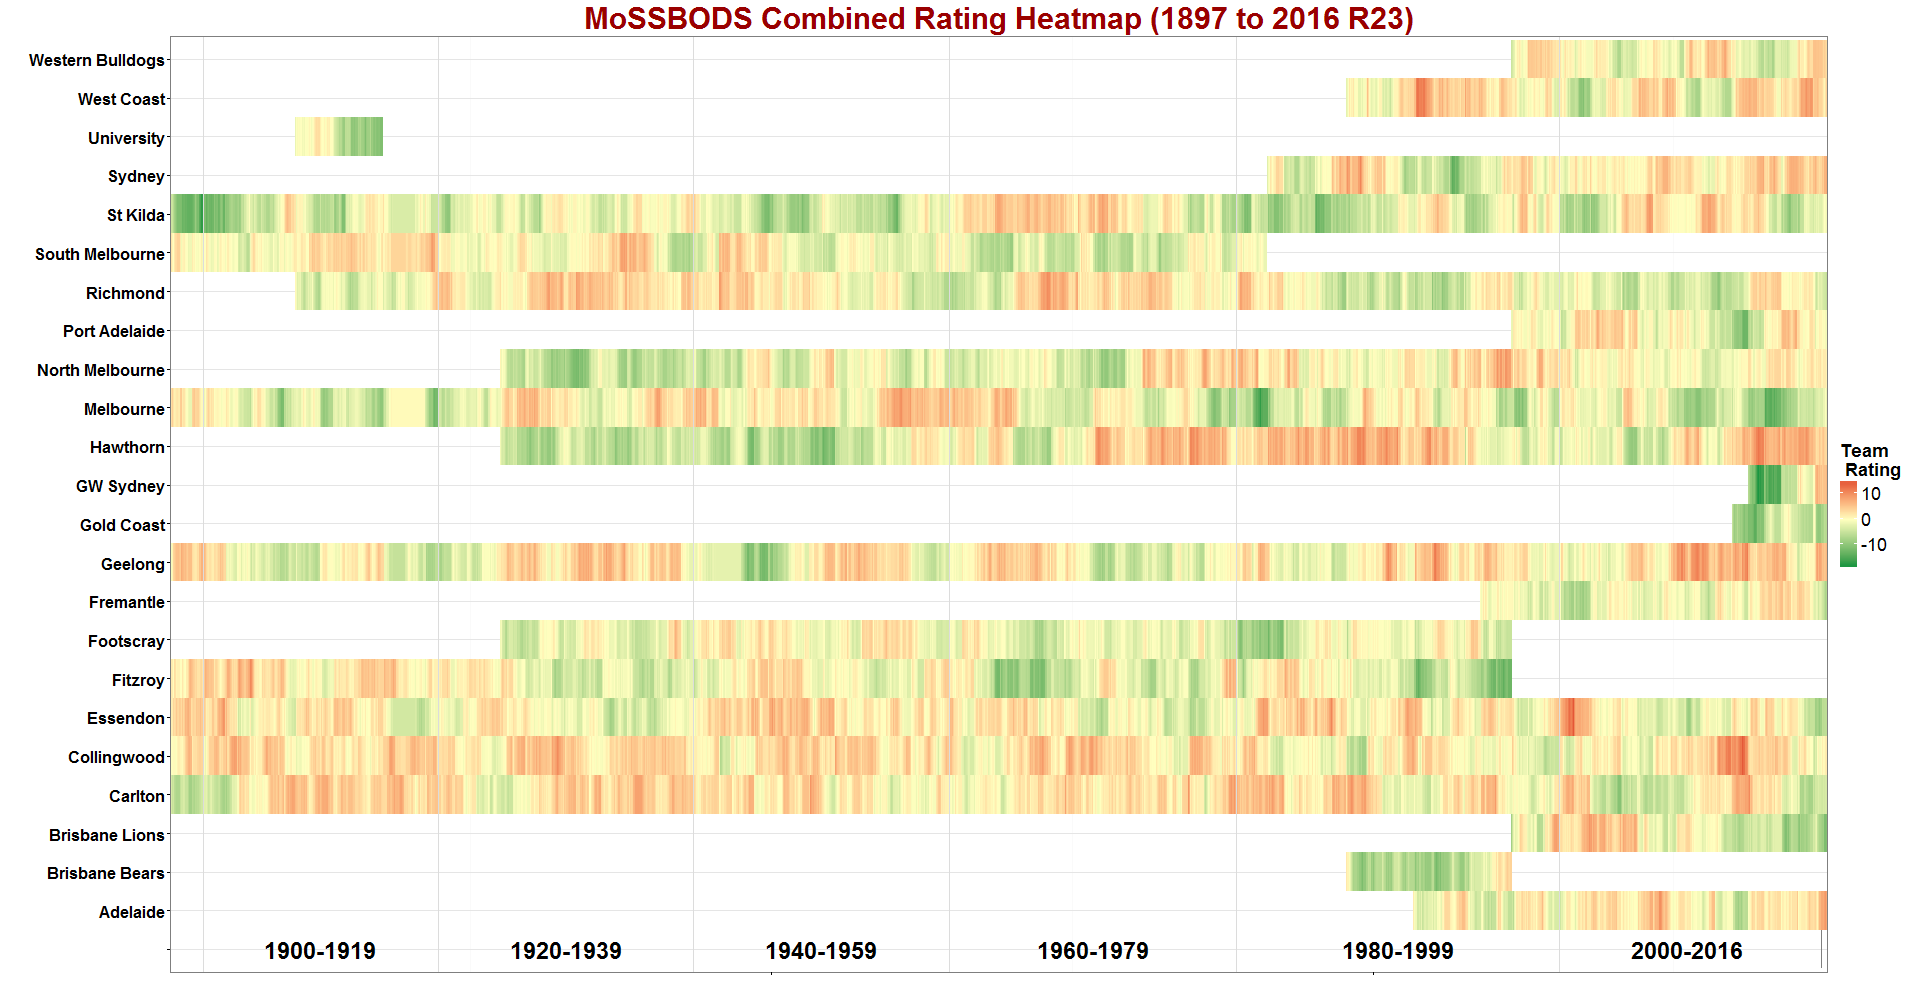 MoSSBODS Combined Rating Heatmap (1897 to 2016 R23)
Western Bulldogs
West Coast
University
Sydney
St Kilda
South Melbourne
Richmond
Port Adelaide
North Melbourne
Melbourne
Hawthorn
GW Sydney
Gold Coast
Geelong
Fremantle
Footscray
Fitzroy
Essendon
Collingwood
Carlton
Brisbane Lions
Brisbane Bears
Adelaide
1900-1919 1920-1939 1940-1959 1960-1979 1980-1999 2000-2016
Team
Rating
10
0
-10